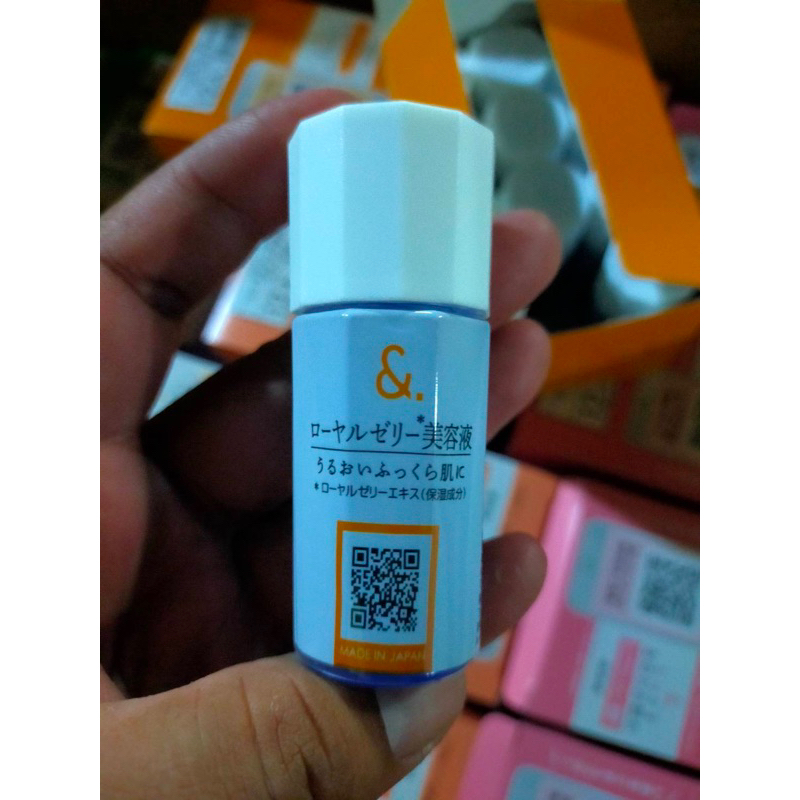 &.
ローヤルゼリー*美容液
うるおいふっくら肌に
*ローヤルゼリーエキス(保湿成分)
MADE IN JAPAN